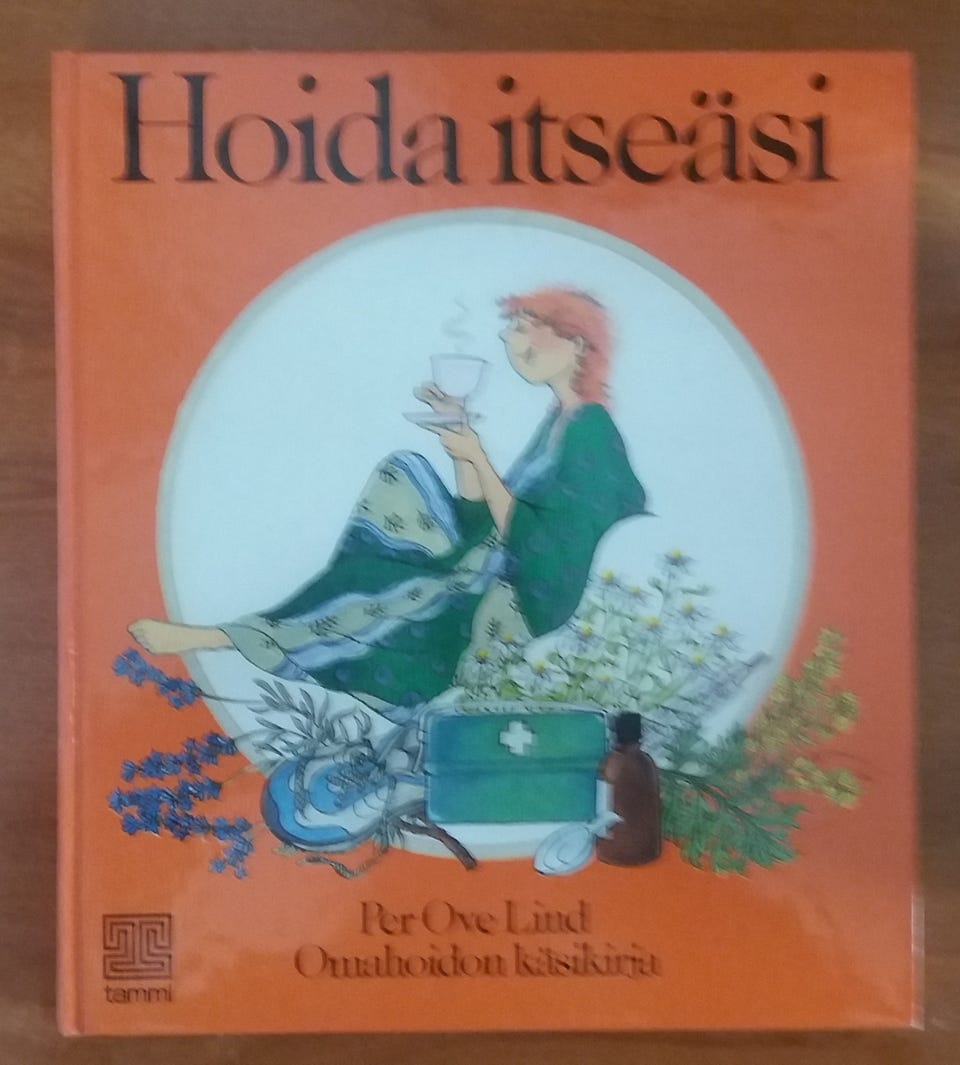 Hoida itseäsi
Per Ove Lind
Omahoidon käsikirja
tammi